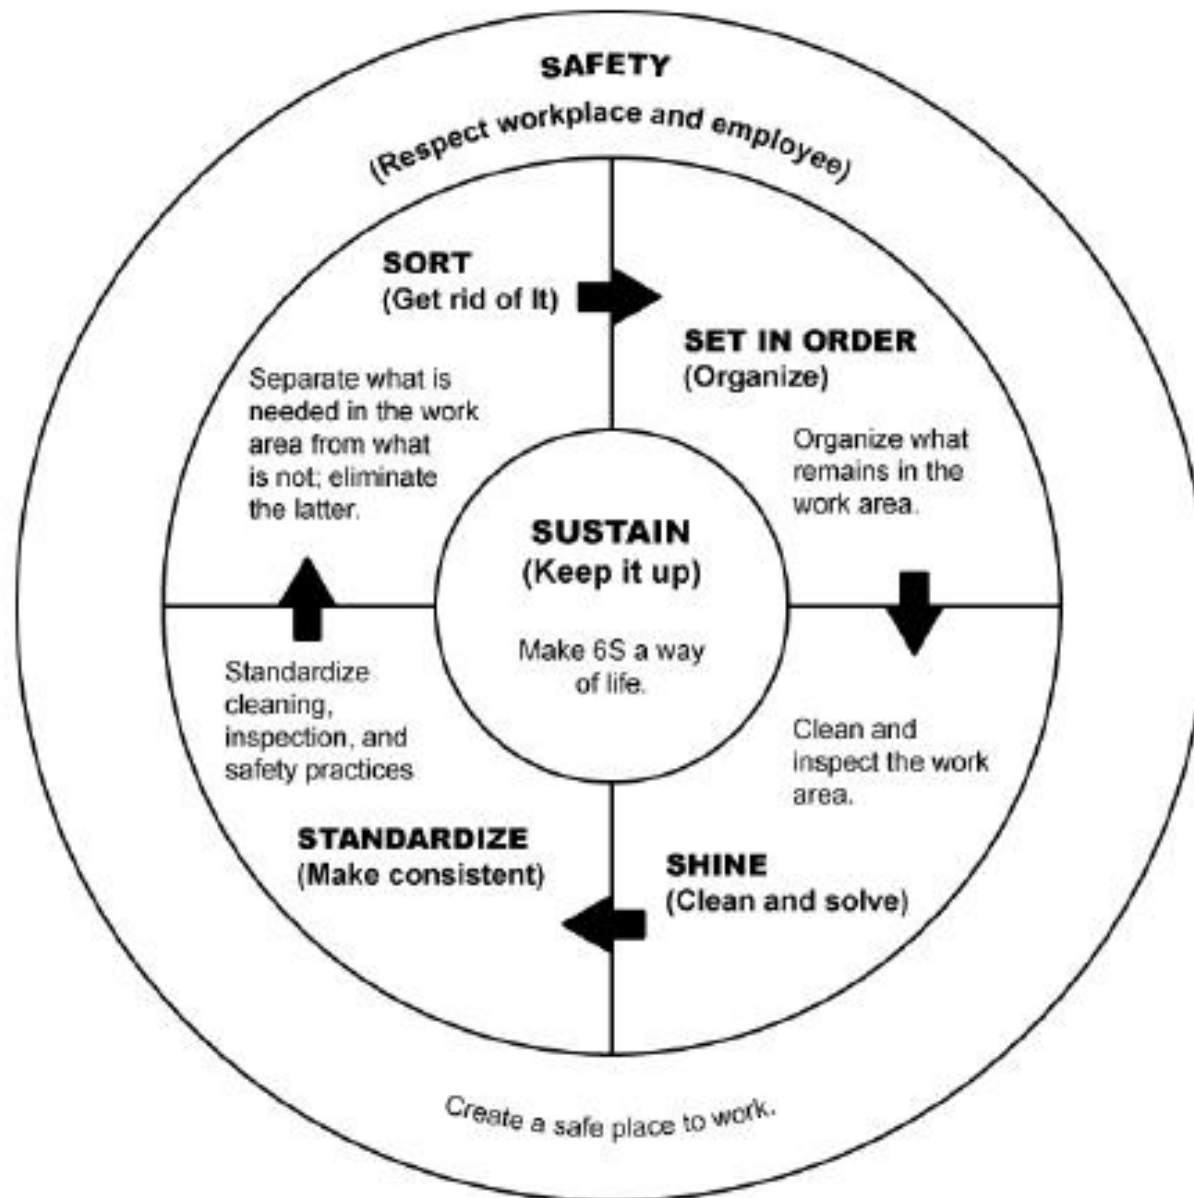 SAFETY
(Respect workplace and employee)
SORT
(Get rid of It)
Separate what is
needed in the work
area from what
is not; eliminate
the latter.
SET IN ORDER
(Organize)
Organize what
remains in the
work area.
SUSTAIN
(Keep it up)
Make 6S a way
of life.
Clean and
inspect the work
area.
SHINE
(Clean and solve)
Standardize
cleaning,
inspection, and
safety practices
STANDARDIZE
(Make consistent)
Create a safe place to work.